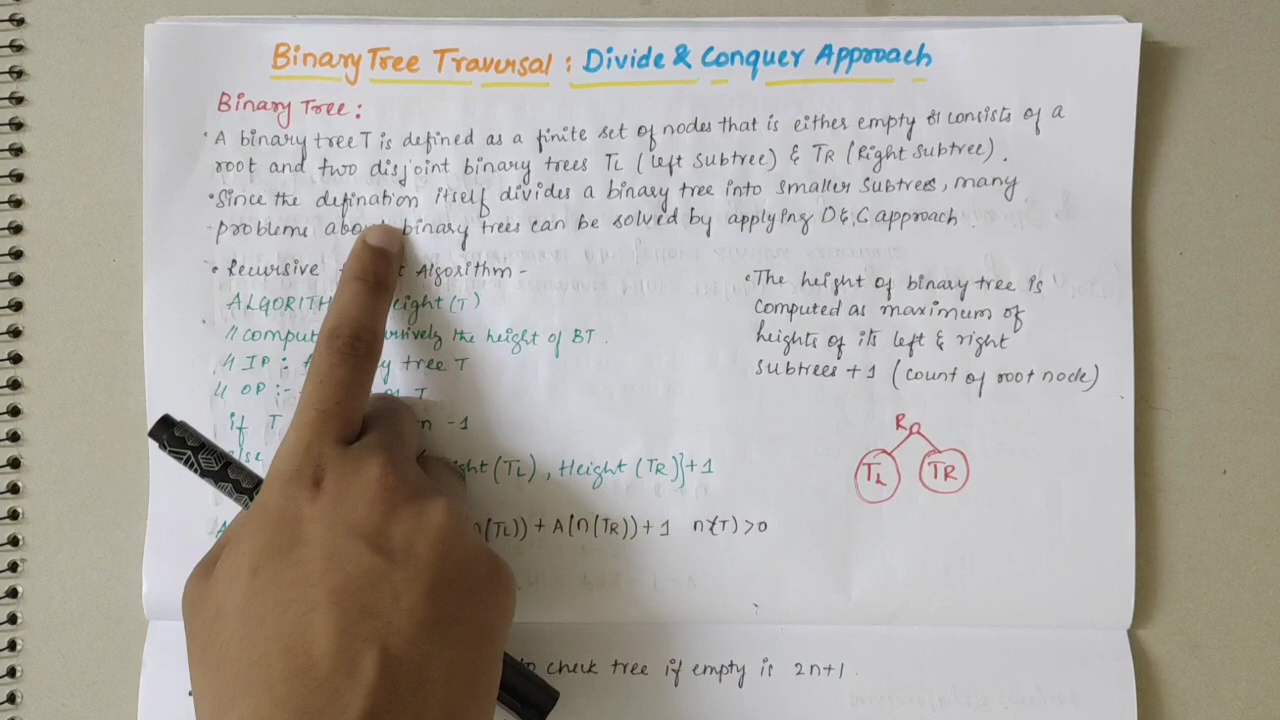 Binary Tree Traversal : Divide & Conquer Approach
Binary Tree :
• A binary tree T is defined as a finite set of nodes that is either empty or consists of a
root and two disjoint binary trees TL (left subtree) & TR (Right subtree).
• Since the defination itself divides a binary tree into smaller subtrees, many
- problems about binary trees can be solved by applying D & C approach.
• Recursive Algorithm -
Height (T)
// the height of BT.
// IP : tree T
// OP :- T
if T -1
else (TL), Height (TR)}+1
(TL)) + A(n(TR)) + 1 n(T) > 0
• The height of binary tree is
computed as maximum of
heights of its left & right
subtrees + 1 (count of root node)
R
TL TR
to check tree if empty is 2n+1.